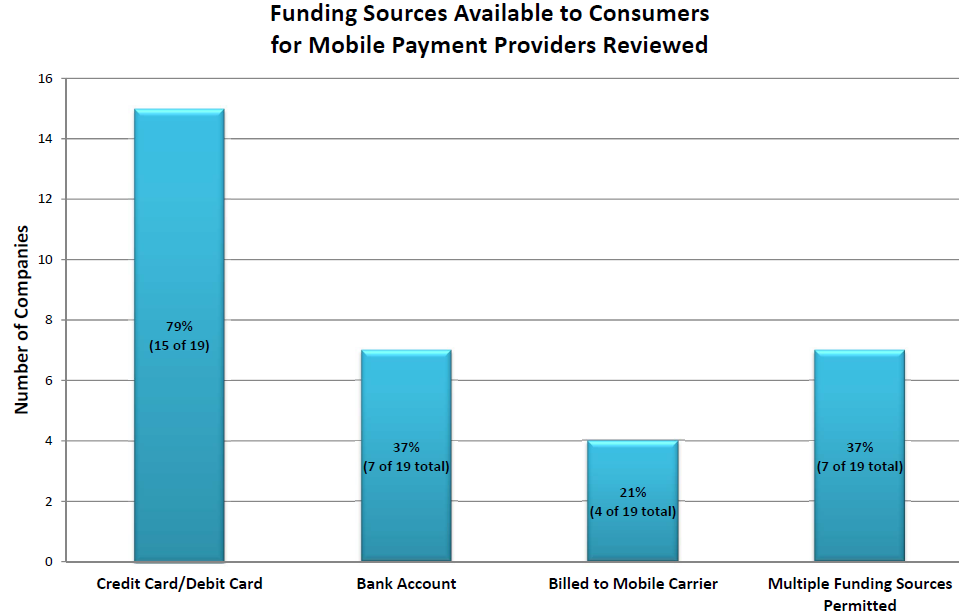 Funding Sources Available to Consumers
for Mobile Payment Providers Reviewed
Number of Companies
16
14
12
10
8
6
4
2
0
79%
(15 of 19)
37%
(7 of 19 total)
21%
(4 of 19 total)
37%
(7 of 19 total)
Credit Card/Debit Card
Bank Account
Billed to Mobile Carrier
Multiple Funding Sources
Permitted